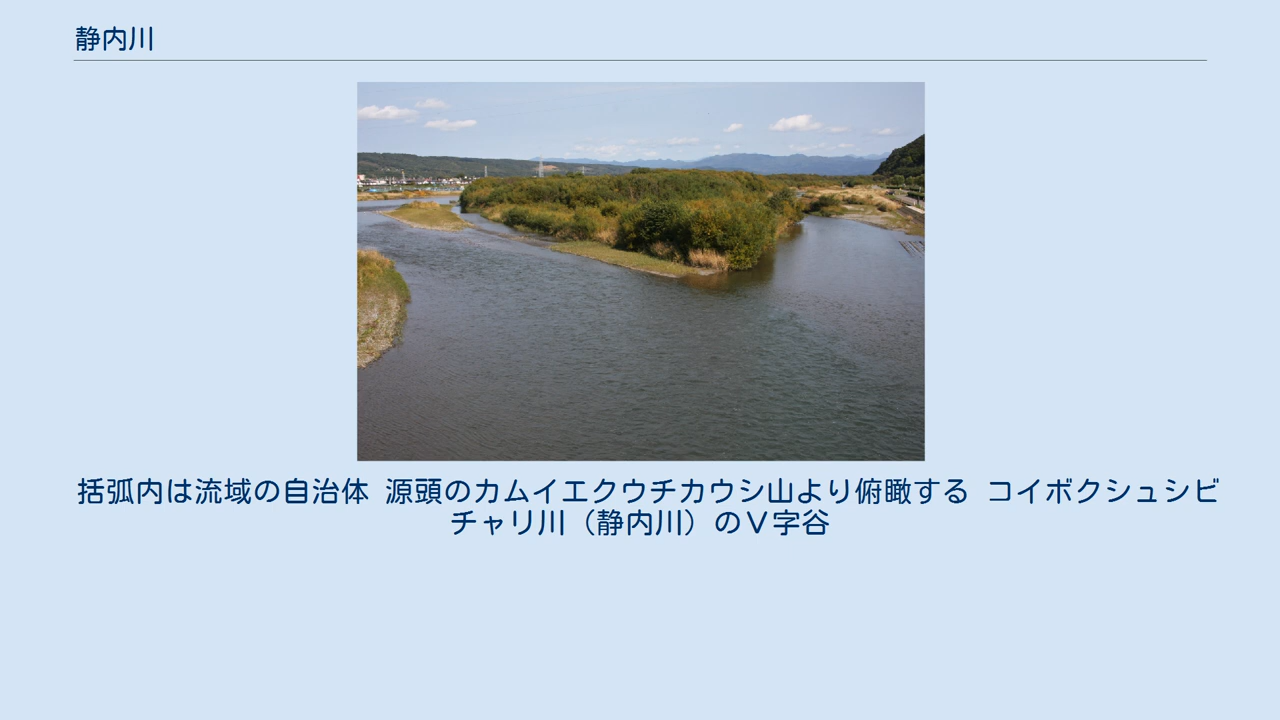 静内川
括弧内は流域の自治体 源頭のカムイエクウチカウシ山より俯瞰する コイボクシュシビ
チャリ川（静内川）のＶ字谷